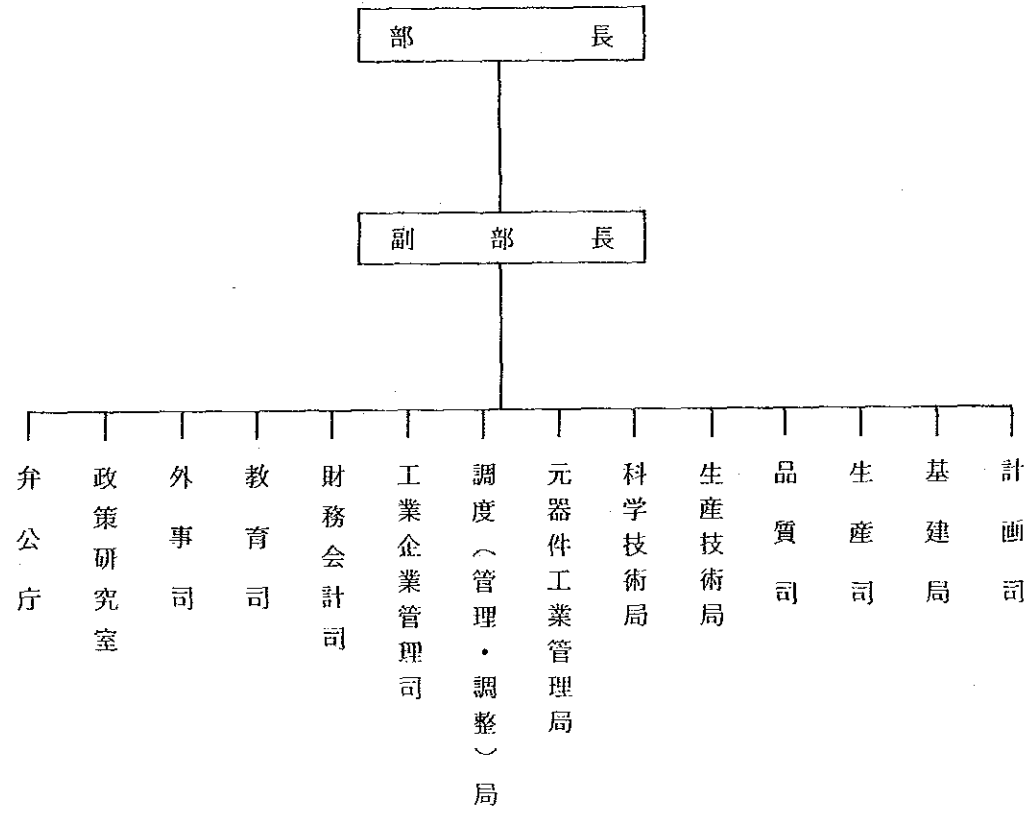 部長
副部長
弁公庁
政策研究室
外事司
教育司
財務会計司
工業企業管理司
調度(管理・調整)局
元器件工業管理局
科学技術局
生産技術局
品質司
生産司
基建局
計画司